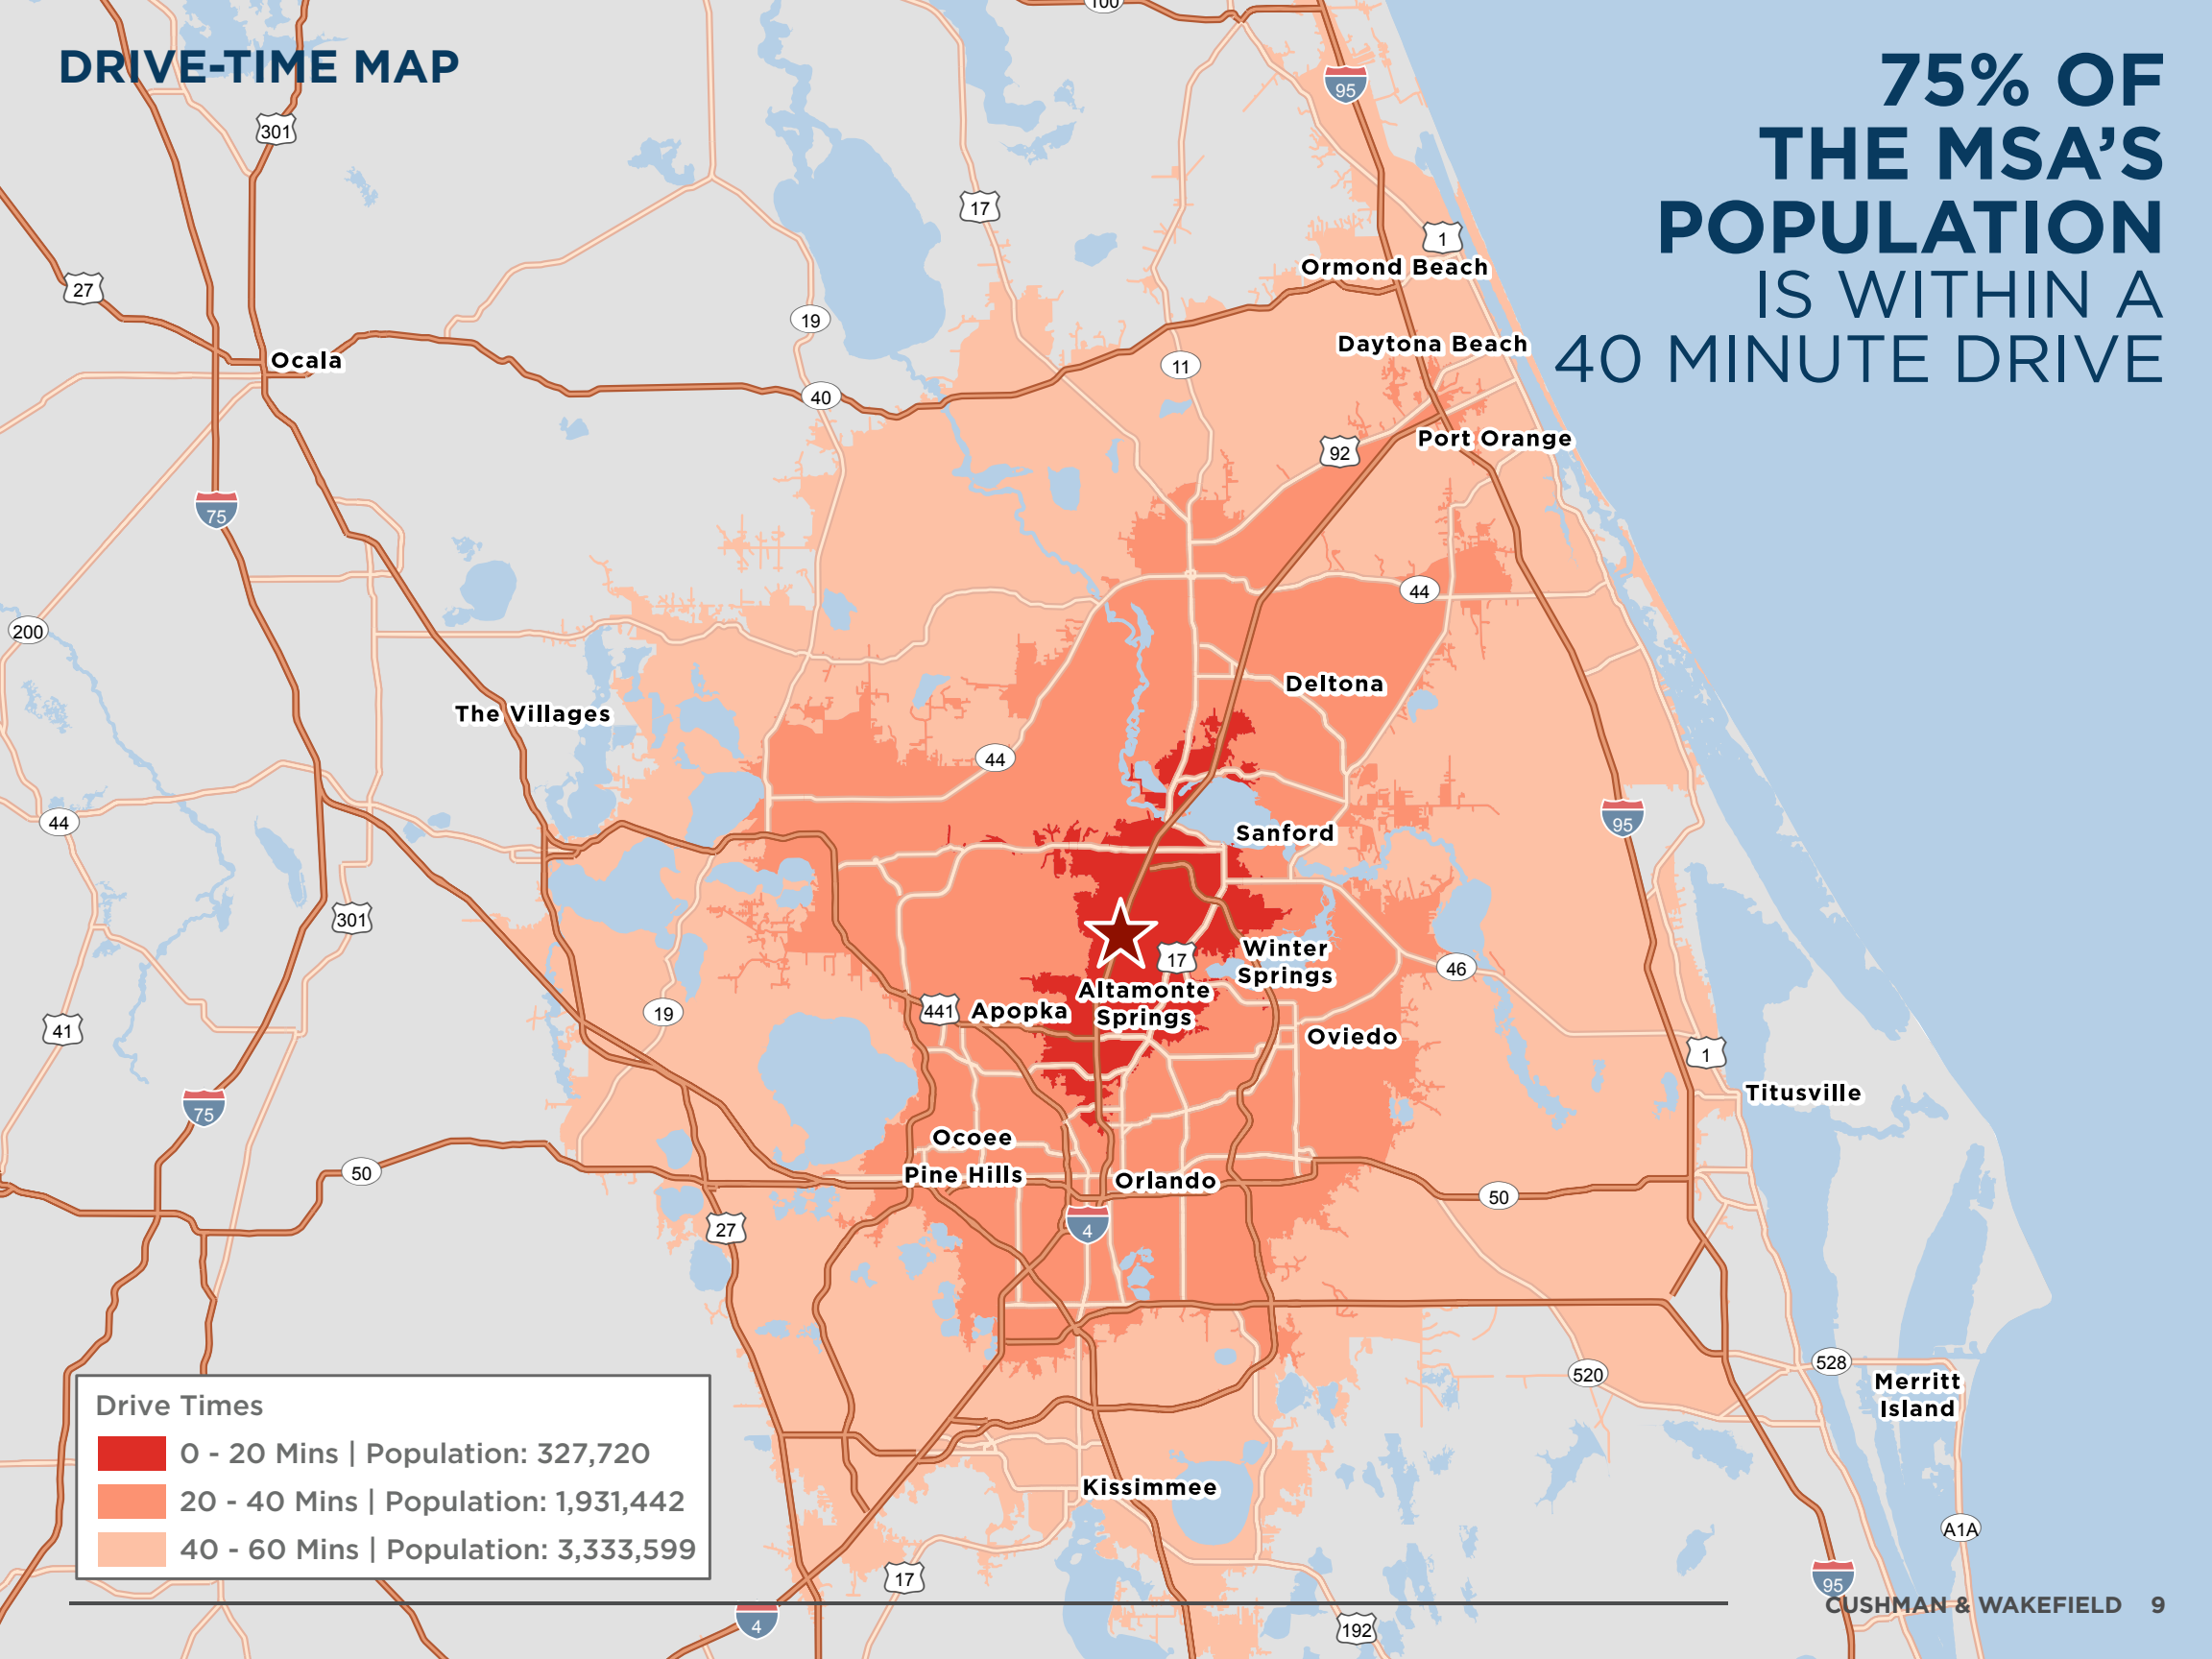 100
DRIVE-TIME MAP
75% OF
THE MSA'S
POPULATION
IS WITHIN A
40 MINUTE DRIVE
95
301
17
1
Ormond Beach
27
19
Daytona Beach
Ocala
11
40
Port Orange
92
75
44
200
Deltona
The Villages
44
44
95
Sanford
301
Winter
Springs
17
46
Altamonte
Springs
441
Apopka
19
41
Oviedo
1
Titusville
75
Ocoee
50
Pine Hills
Orlando
50
27
4
528
520
Merritt
Island
Drive Times
0 - 20 Mins | Population: 327,720
20 - 40 Mins | Population: 1,931,442
40 - 60 Mins | Population: 3,333,599
Kissimmee
A1A
17
95
4
192
CUSHMAN & WAKEFIELD 9